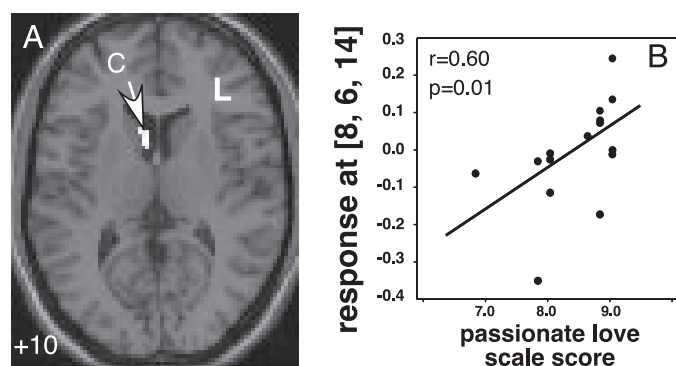 A
C
L
+10
B
r=0.60
p=0.01
response at [8, 6, 14]
0.3
0.2
0.1
0.0
-0.1
-0.2
-0.3
-0.4
7.0 8.0 9.0
passionate love
scale score